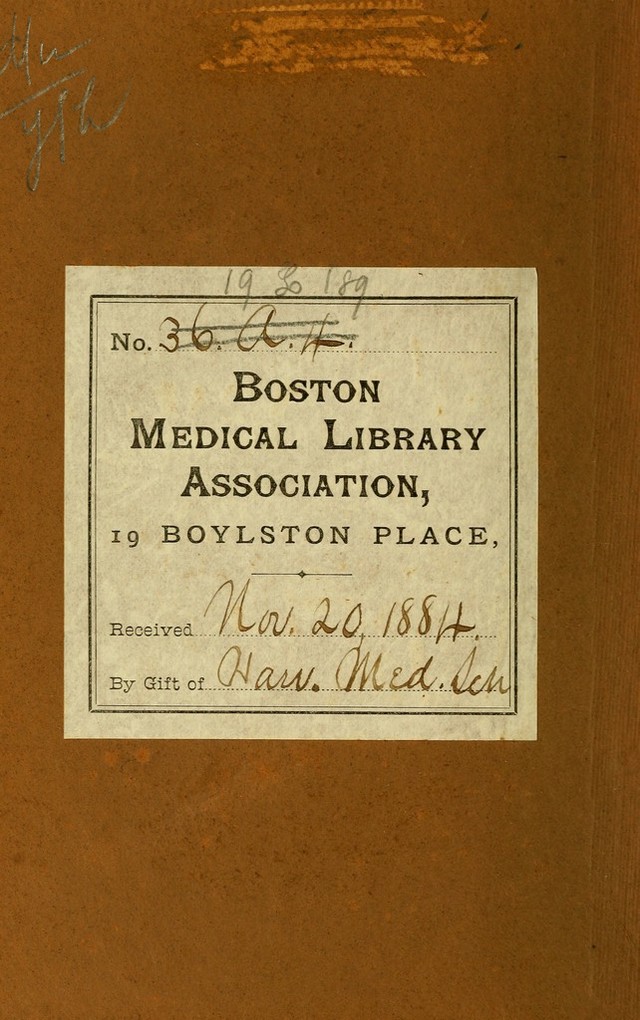 19 189
No. 36. A. 4.
BOSTON
MEDICAL LIBRARY
ASSOCIATION,
19 BOYLSTON PLACE,
Received Nov. 20, 1884.
By Gift of Harv. Med. Sch